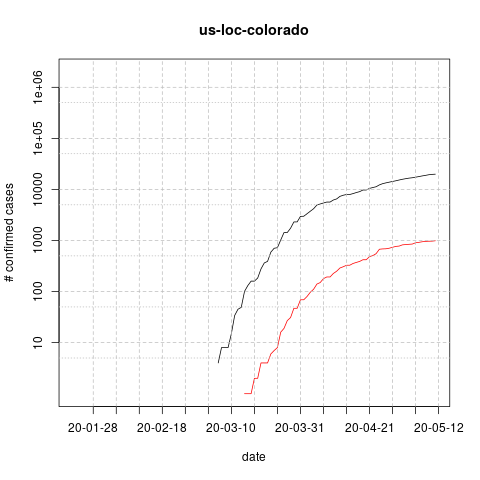 us-loc-colorado
# confirmed cases
1e+06
1e+05
10000
1000
100
10
20-01-28 20-02-18 20-03-10 20-03-31 20-04-21 20-05-12
date